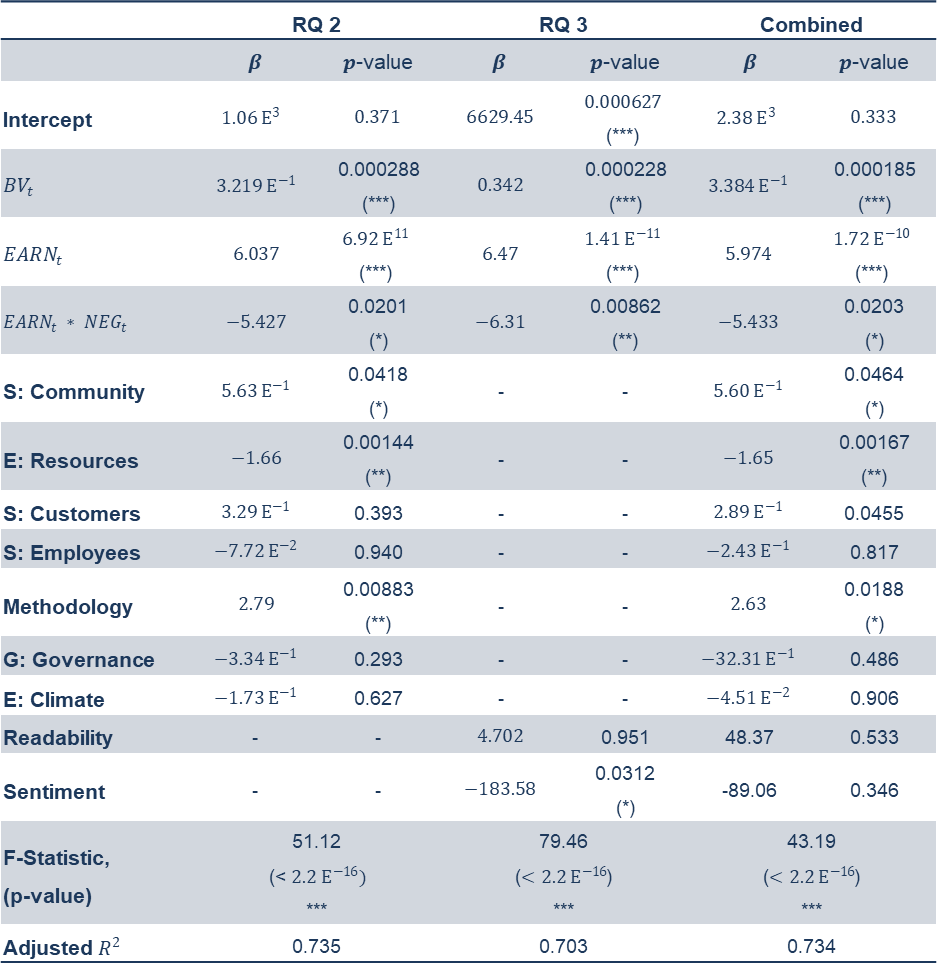 RQ 2 RQ 3 Combined
β p-value β p-value β p-value
Intercept 1.06 E³ 0.371 6629.45 0.000627 (***) 2.38 E³ 0.333
BVₜ 3.219 E⁻¹ 0.000288 (***) 0.342 0.000228 (***) 3.384 E⁻¹ 0.000185 (***)
EARNₜ 6.037 6.92 E¹¹ (***) 6.47 1.41 E⁻¹¹ (***) 5.974 1.72 E⁻¹⁰ (***)
EARNₜ * NEGₜ −5.427 0.0201 (*) −6.31 0.00862 (**) −5.433 0.0203 (*)
S: Community 5.63 E⁻¹ 0.0418 (*) - - 5.60 E⁻¹ 0.0464 (*)
E: Resources −1.66 0.00144 (**) - - −1.65 0.00167 (**)
S: Customers 3.29 E⁻¹ 0.393 - - 2.89 E⁻¹ 0.0455
S: Employees −7.72 E⁻² 0.940 - - −2.43 E⁻¹ 0.817
Methodology 2.79 0.00883 (**) - - 2.63 0.0188 (*)
G: Governance −3.34 E⁻¹ 0.293 - - −32.31 E⁻¹ 0.486
E: Climate −1.73 E⁻¹ 0.627 - - −4.51 E⁻² 0.906
Readability - - 4.702 0.951 48.37 0.533
Sentiment - - −183.58 0.0312 (*) -89.06 0.346
F-Statistic, (p-value) 51.12 (< 2.2 E⁻¹⁶) *** 79.46 (< 2.2 E⁻¹⁶) *** 43.19 (< 2.2 E⁻¹⁶) ***
Adjusted R² 0.735 0.703 0.734